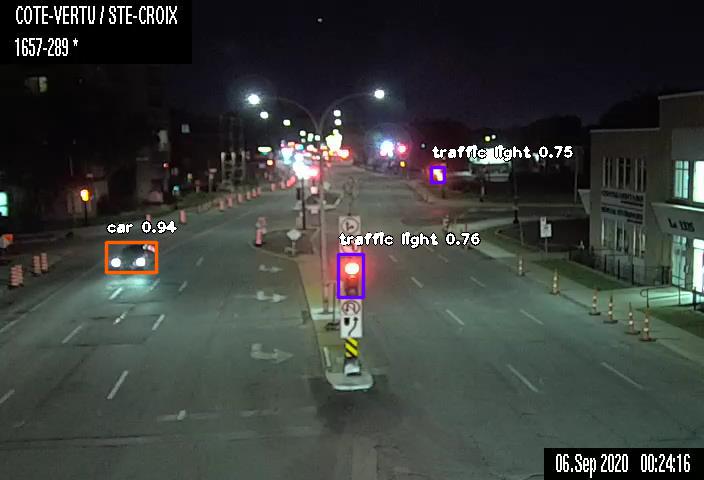 COTE-VERTU / STE-CROIX
1657-289 *
traffic light 0.75
car 0.94
traffic light 0.76
06.Sep 2020 00:24:16